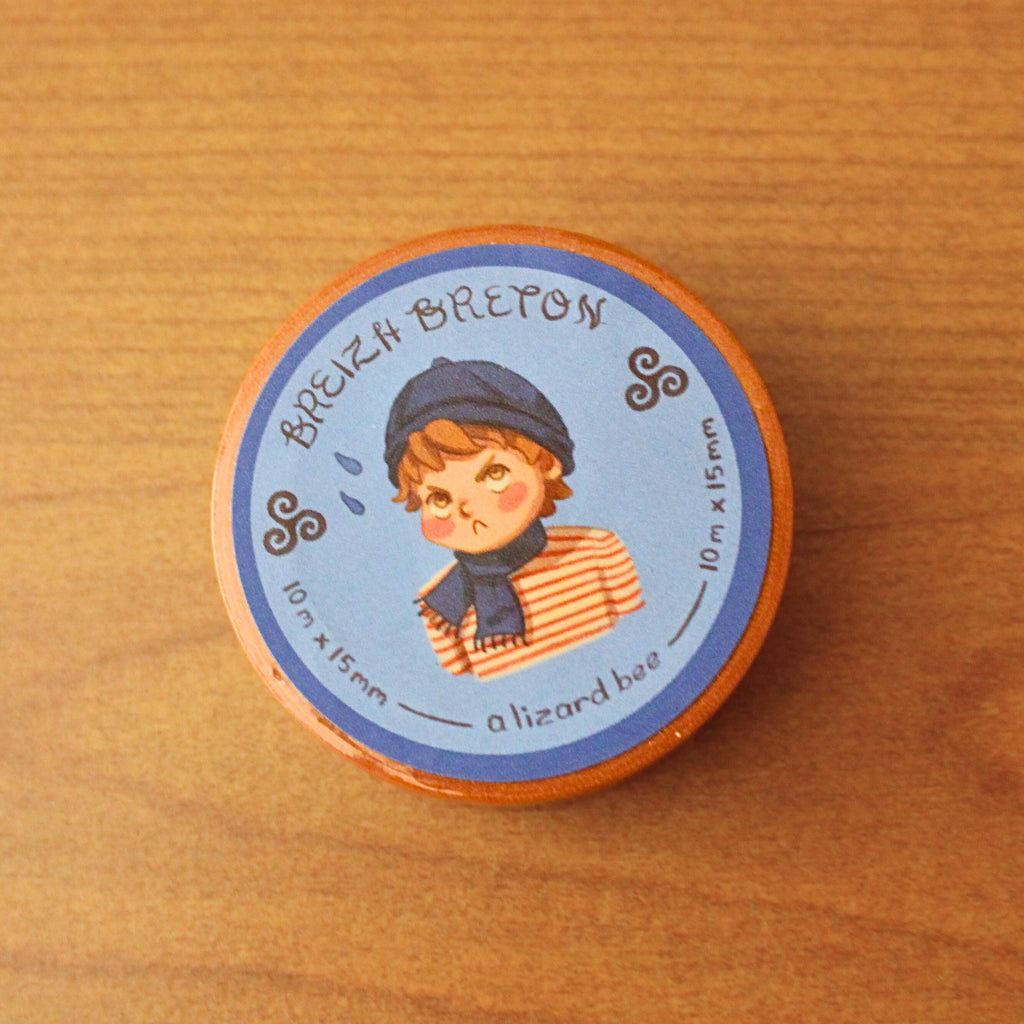 BREIZH BRETON
10m x 15mm
a lizard bee
10m x 15mm